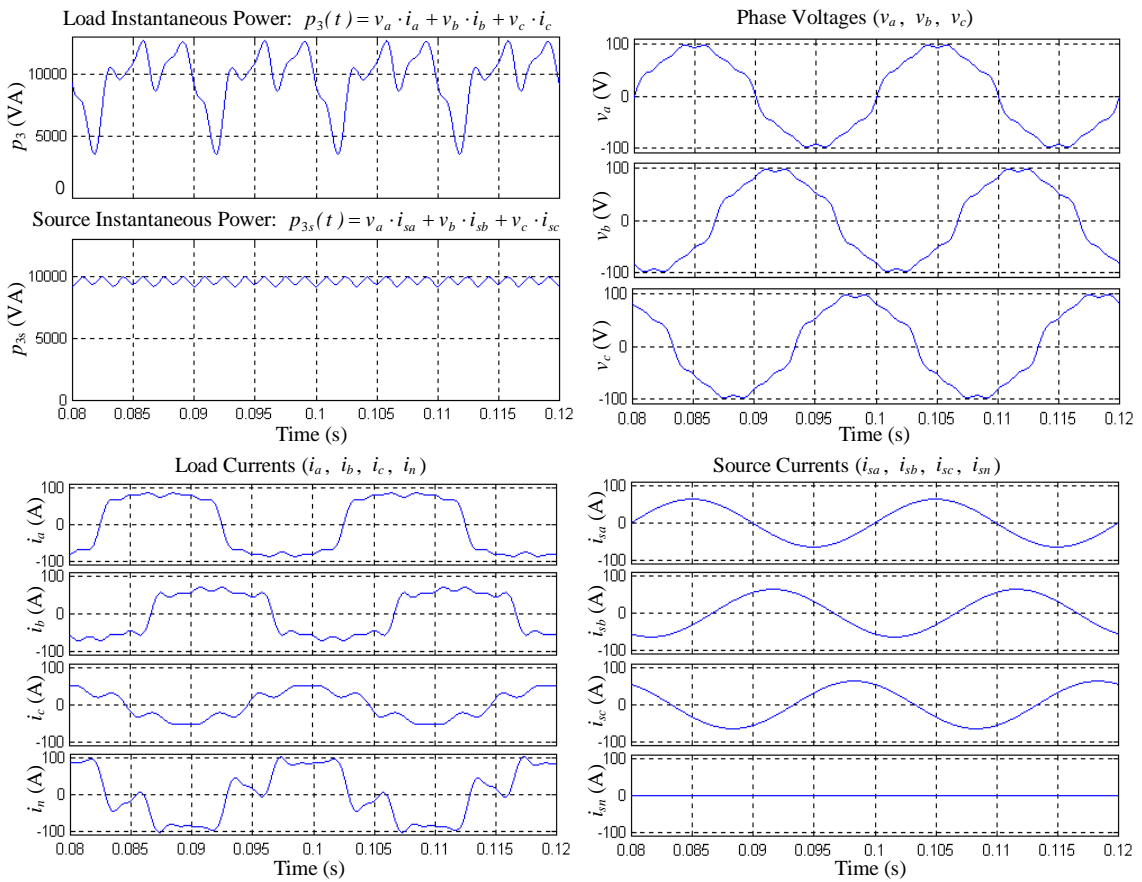 Load Instantaneous Power: p3(t) = va · ia + vb · ib + vc · ic
p3 (VA)
10000
5000
0
Source Instantaneous Power: p3s(t) = va · isa + vb · isb + vc · isc
p3s (VA)
10000
5000
0
0.08 0.085 0.09 0.095 0.1 0.105 0.11 0.115 0.12
Time (s)
Phase Voltages (va, vb, vc)
va (V)
100
0
-100
vb (V)
100
0
-100
vc (V)
100
0
-100
0.08 0.085 0.09 0.095 0.1 0.105 0.11 0.115 0.12
Time (s)
Load Currents (ia, ib, ic, in)
ia (A)
100
0
-100
ib (A)
100
0
-100
ic (A)
100
0
-100
in (A)
100
0
-100
0.08 0.085 0.09 0.095 0.1 0.105 0.11 0.115 0.12
Time (s)
Source Currents (isa, isb, isc, isn)
isa (A)
100
0
-100
isb (A)
100
0
-100
isc (A)
100
0
-100
isn (A)
100
0
-100
0.08 0.085 0.09 0.095 0.1 0.105 0.11 0.115 0.12
Time (s)